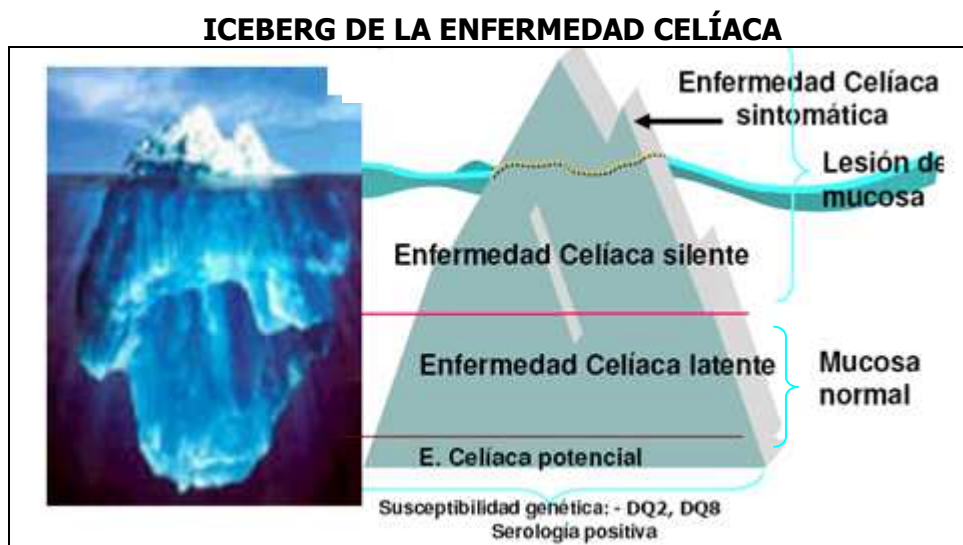 ICEBERG DE LA ENFERMEDAD CELÍACA
Enfermedad Celíaca
sintomática
Lesión de
mucosa
Enfermedad Celíaca silente
Enfermedad Celíaca latente
Mucosa
normal
E. Celíaca potencial
Susceptibilidad genética: - DQ2, DQ8
Serología positiva